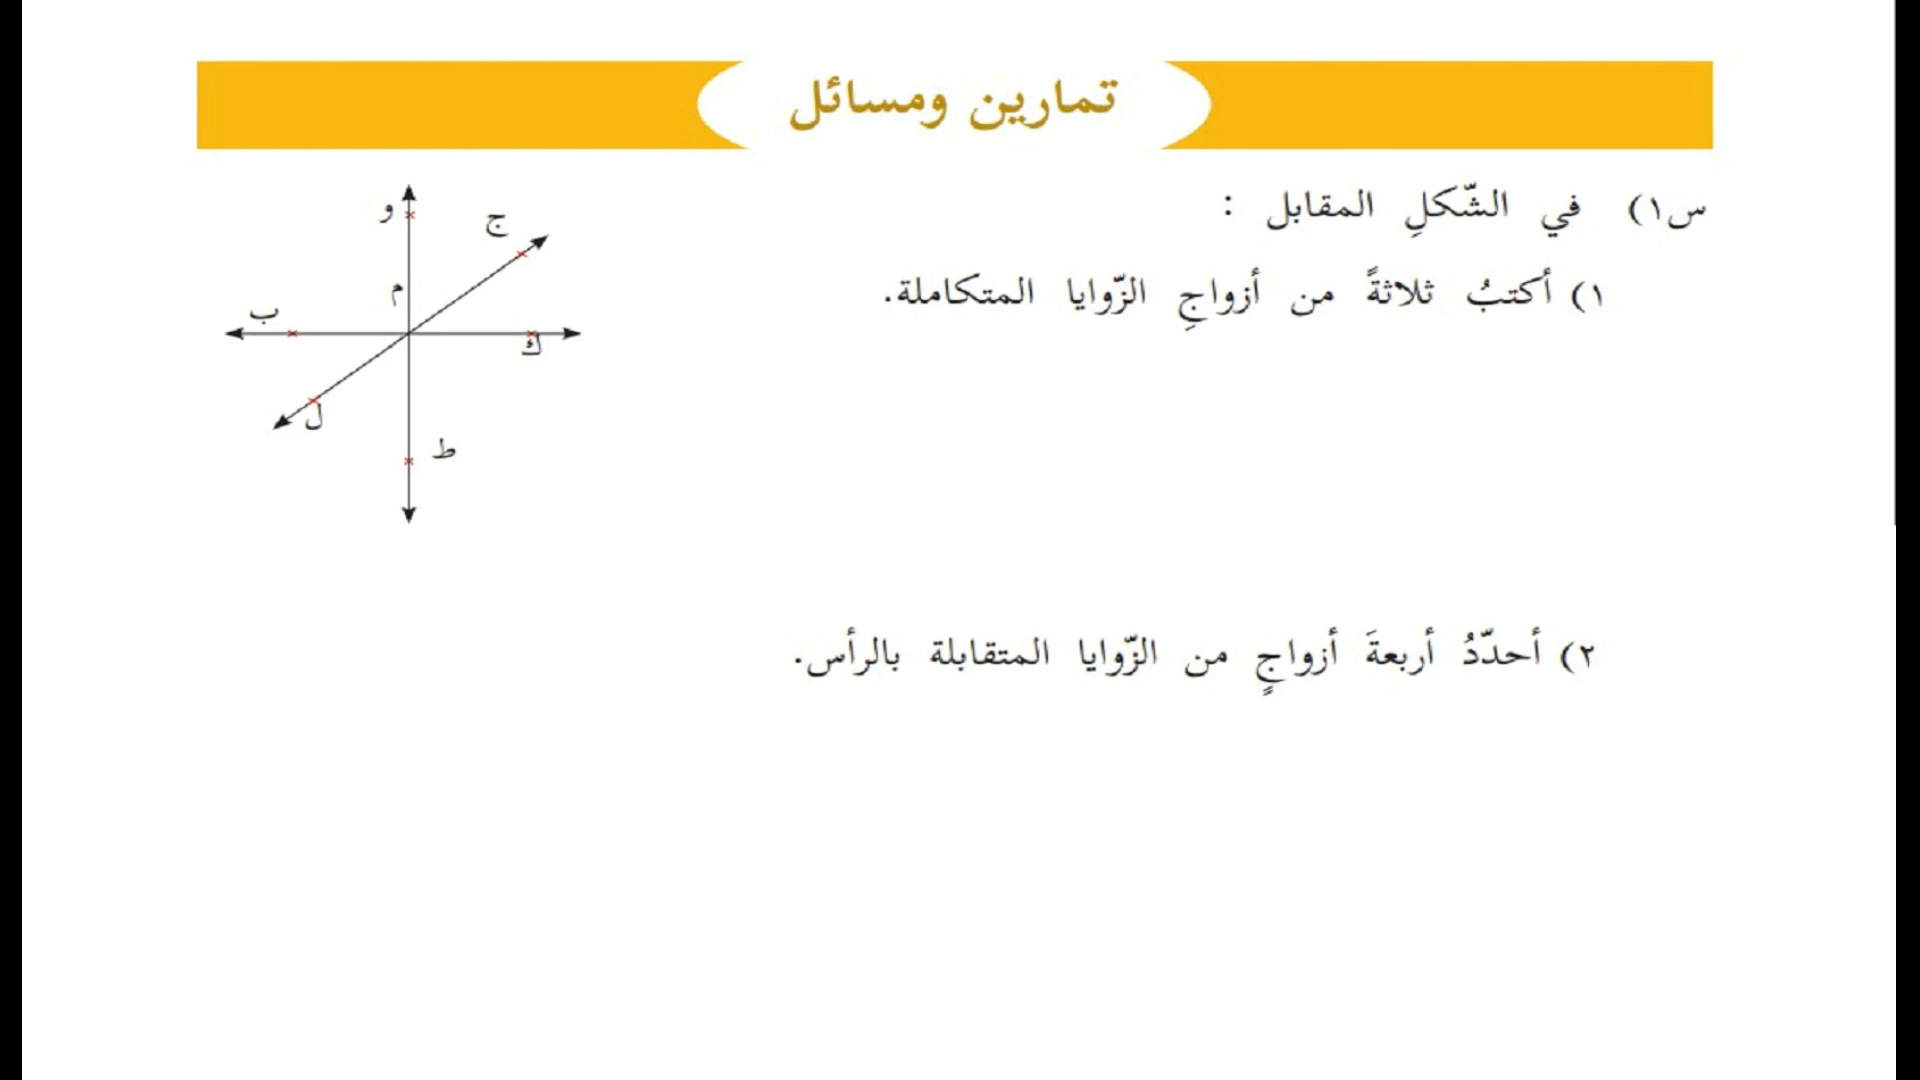 تمارين ومسائل
س١) في الشّكلِ المقابل :
١) أكتبُ ثلاثةً من أزواجِ الزّوايا المتكاملة.
و
ج
م
ب
ك
ل
ط
٢) أحدّدُ أربعةَ أزواجٍ من الزّوايا المتقابلة بالرأس.